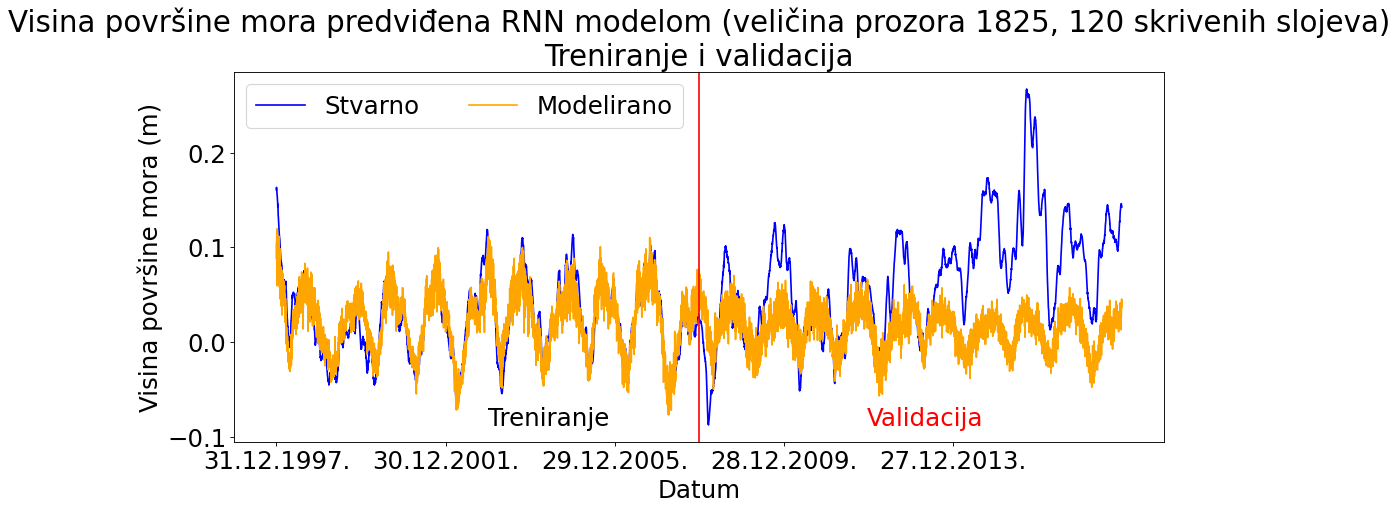 Visina površine mora predviđena RNN modelom (veličina prozora 1825, 120 skrivenih slojeva)
Treniranje i validacija
Stvarno Modelirano
Visina površine mora (m)
0.2
0.1
0.0
−0.1
Treniranje Validacija
31.12.1997. 30.12.2001. 29.12.2005. 28.12.2009. 27.12.2013.
Datum